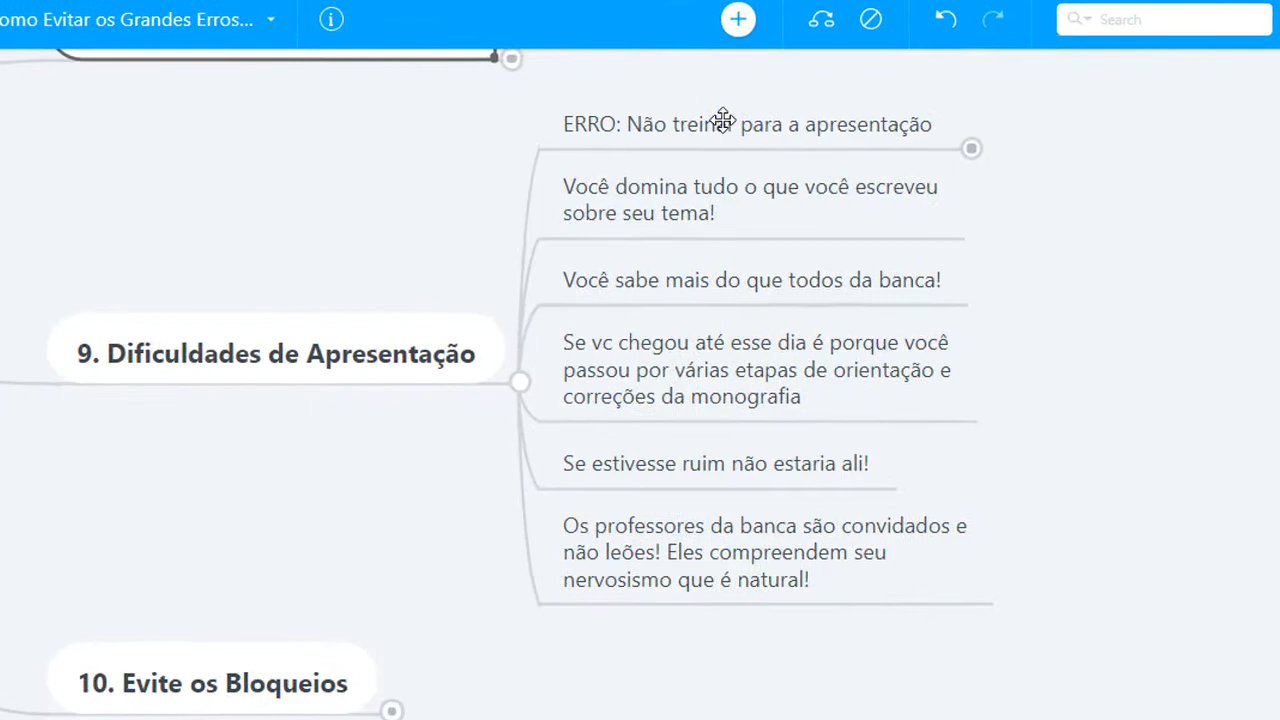 omo Evitar os Grandes Erros...
Search
ERRO: Não treinar para a apresentação
Você domina tudo o que você escreveu
sobre seu tema!
Você sabe mais do que todos da banca!
9. Dificuldades de Apresentação
Se vc chegou até esse dia é porque você
passou por várias etapas de orientação e
correções da monografia
Se estivesse ruim não estaria ali!
Os professores da banca são convidados e
não leões! Eles compreendem seu
nervosismo que é natural!
10. Evite os Bloqueios